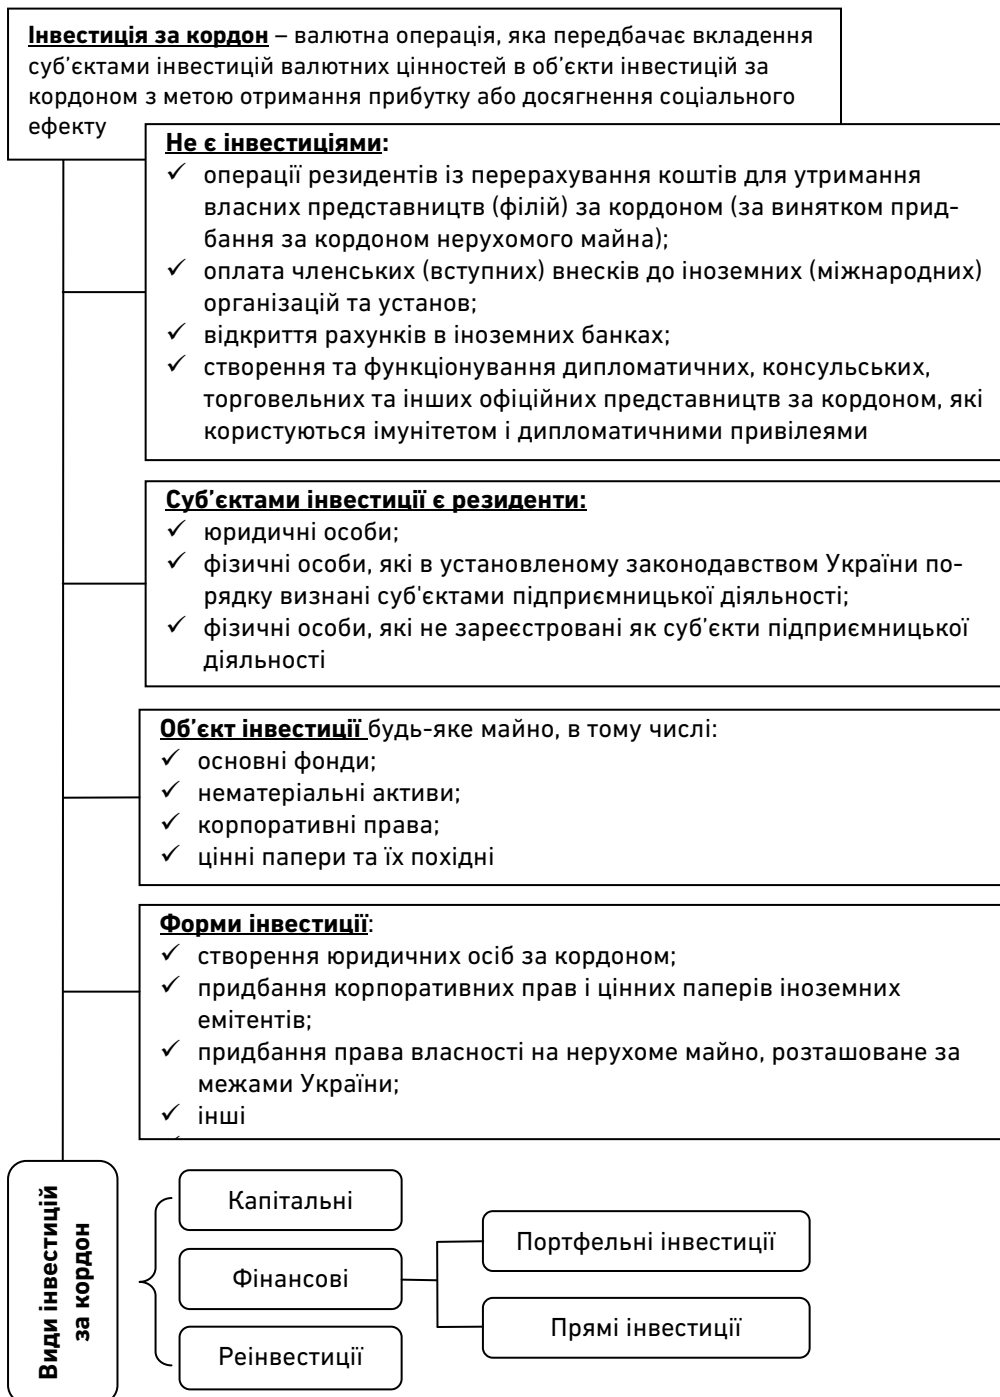 Інвестиція за кордон – валютна операція, яка передбачає вкладення
суб’єктами інвестицій валютних цінностей в об’єкти інвестицій за
кордоном з метою отримання прибутку або досягнення соціального
ефекту
Не є інвестиціями:
✓ операції резидентів із перерахування коштів для утримання
власних представництв (філій) за кордоном (за винятком прид-
бання за кордоном нерухомого майна);
✓ оплата членських (вступних) внесків до іноземних (міжнародних)
організацій та установ;
✓ відкриття рахунків в іноземних банках;
✓ створення та функціонування дипломатичних, консульських,
торговельних та інших офіційних представництв за кордоном, які
користуються імунітетом і дипломатичними привілеями
Суб’єктами інвестиції є резиденти:
✓ юридичні особи;
✓ фізичні особи, які в установленому законодавством України по-
рядку визнані суб'єктами підприємницької діяльності;
✓ фізичні особи, які не зареєстровані як суб’єкти підприємницької
діяльності
Об’єкт інвестиції будь-яке майно, в тому числі:
✓ основні фонди;
✓ нематеріальні активи;
✓ корпоративні права;
✓ цінні папери та їх похідні
Форми інвестиції:
✓ створення юридичних осіб за кордоном;
✓ придбання корпоративних прав і цінних паперів іноземних
емітентів;
✓ придбання права власності на нерухоме майно, розташоване за
межами України;
✓ інші
Види інвестицій
за кордон
Капітальні
Фінансові
Реінвестиції
Портфельні інвестиції
Прямі інвестиції